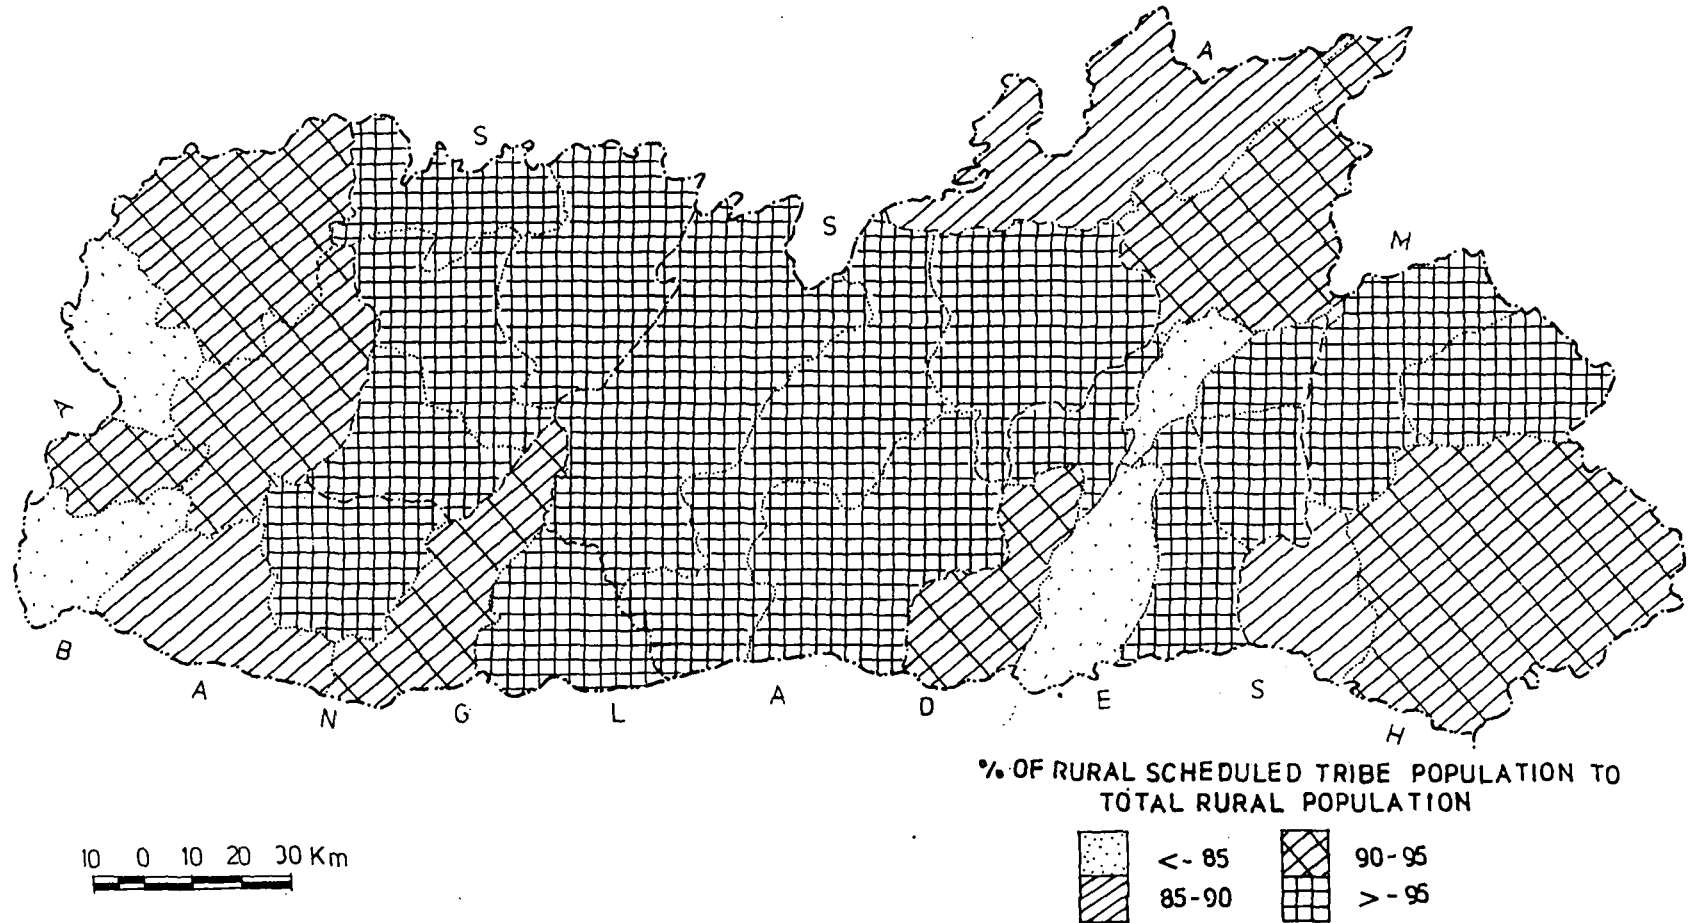 A S S A M
B A N G L A D E S H
% OF RURAL SCHEDULED TRIBE POPULATION TO
TOTAL RURAL POPULATION
<- 85
90-95
85-90
>-95
10 0 10 20 30 Km